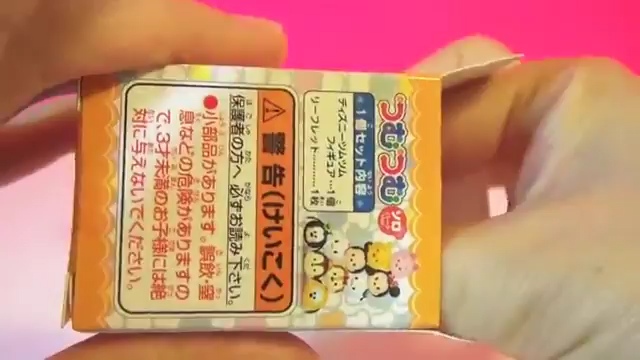 つむつむ
ソロ
1個セット内容
ディズニーツムツム
フィギュア…1個
リーフレット………1枚
警告(けいこく)
保護者の方へ 必ずお読み下さい。
●小部品があります。誤飲・窒
息などの危険がありますの
で、3才未満のお子様には絶
対に与えないでください。